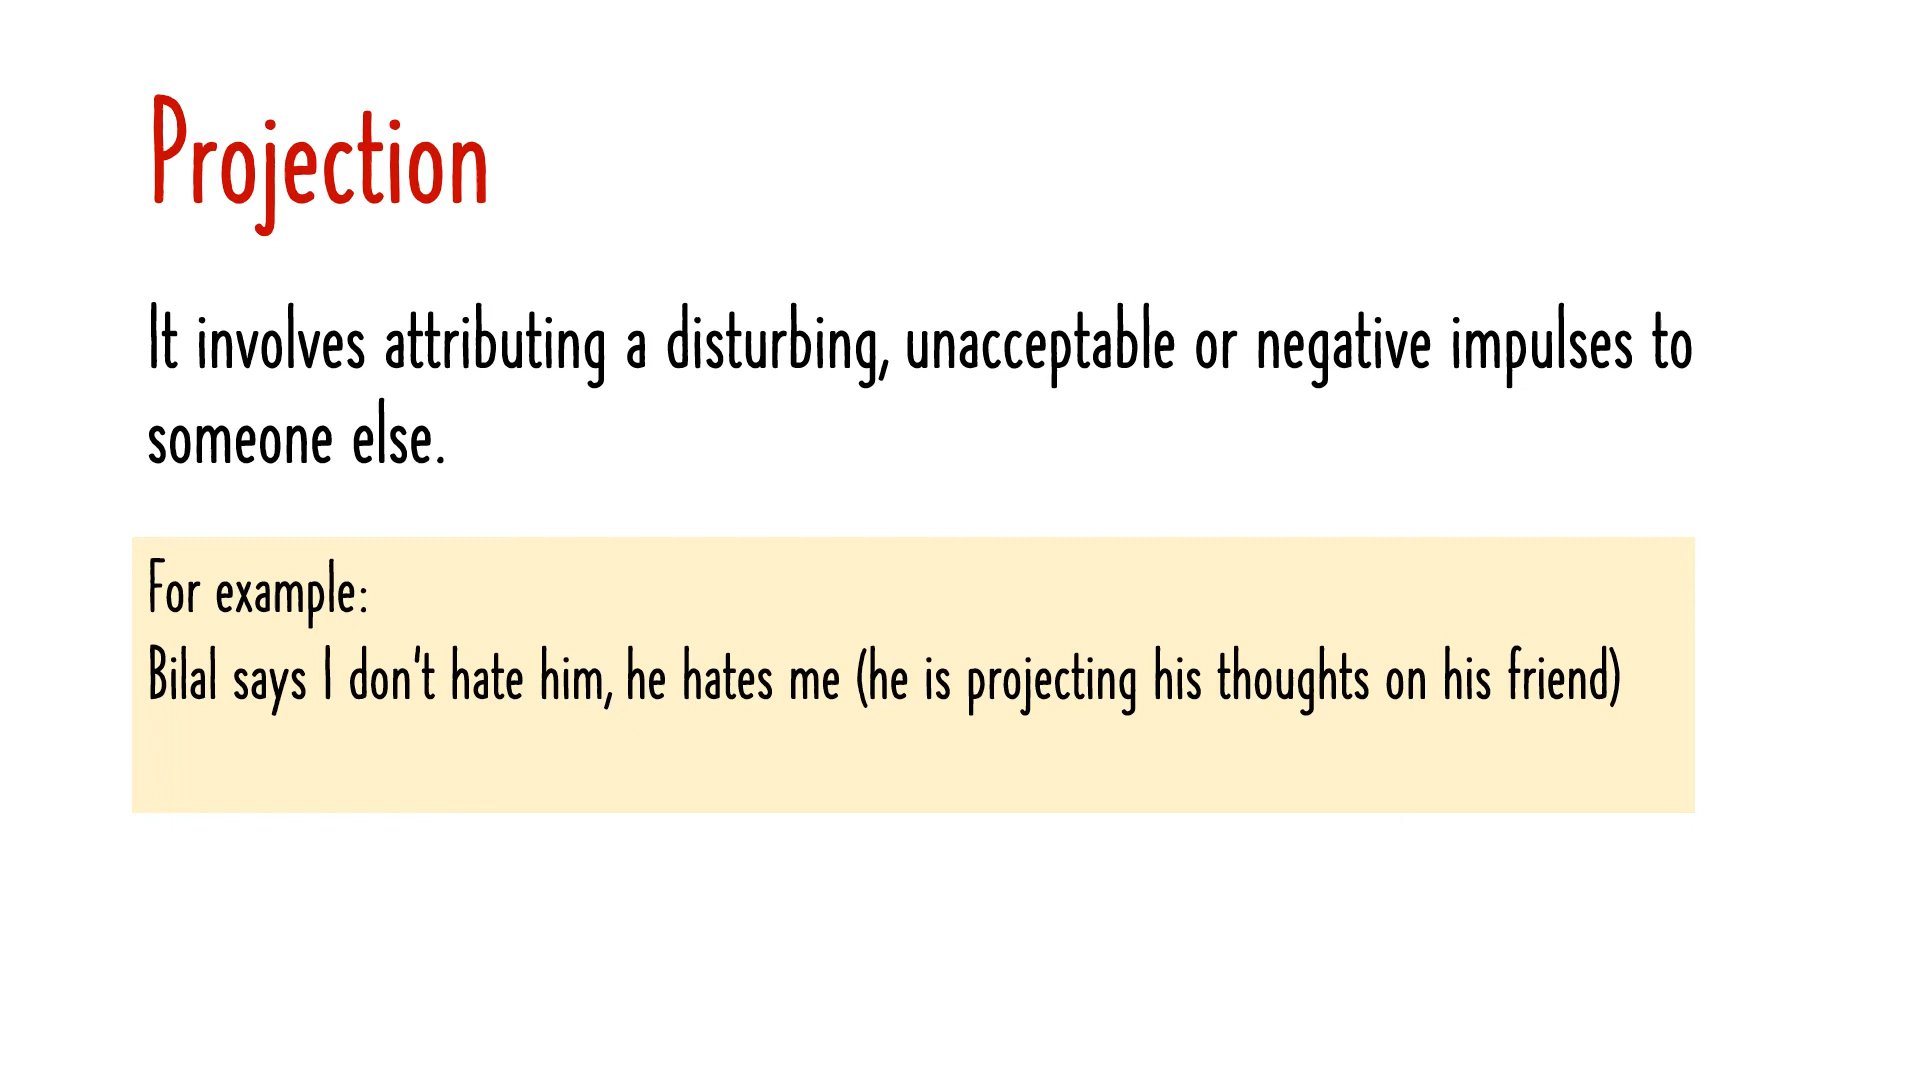 Projection
It involves attributing a disturbing, unacceptable or negative impulses to
someone else.
For example:
Bilal says I don't hate him, he hates me (he is projecting his thoughts on his friend)